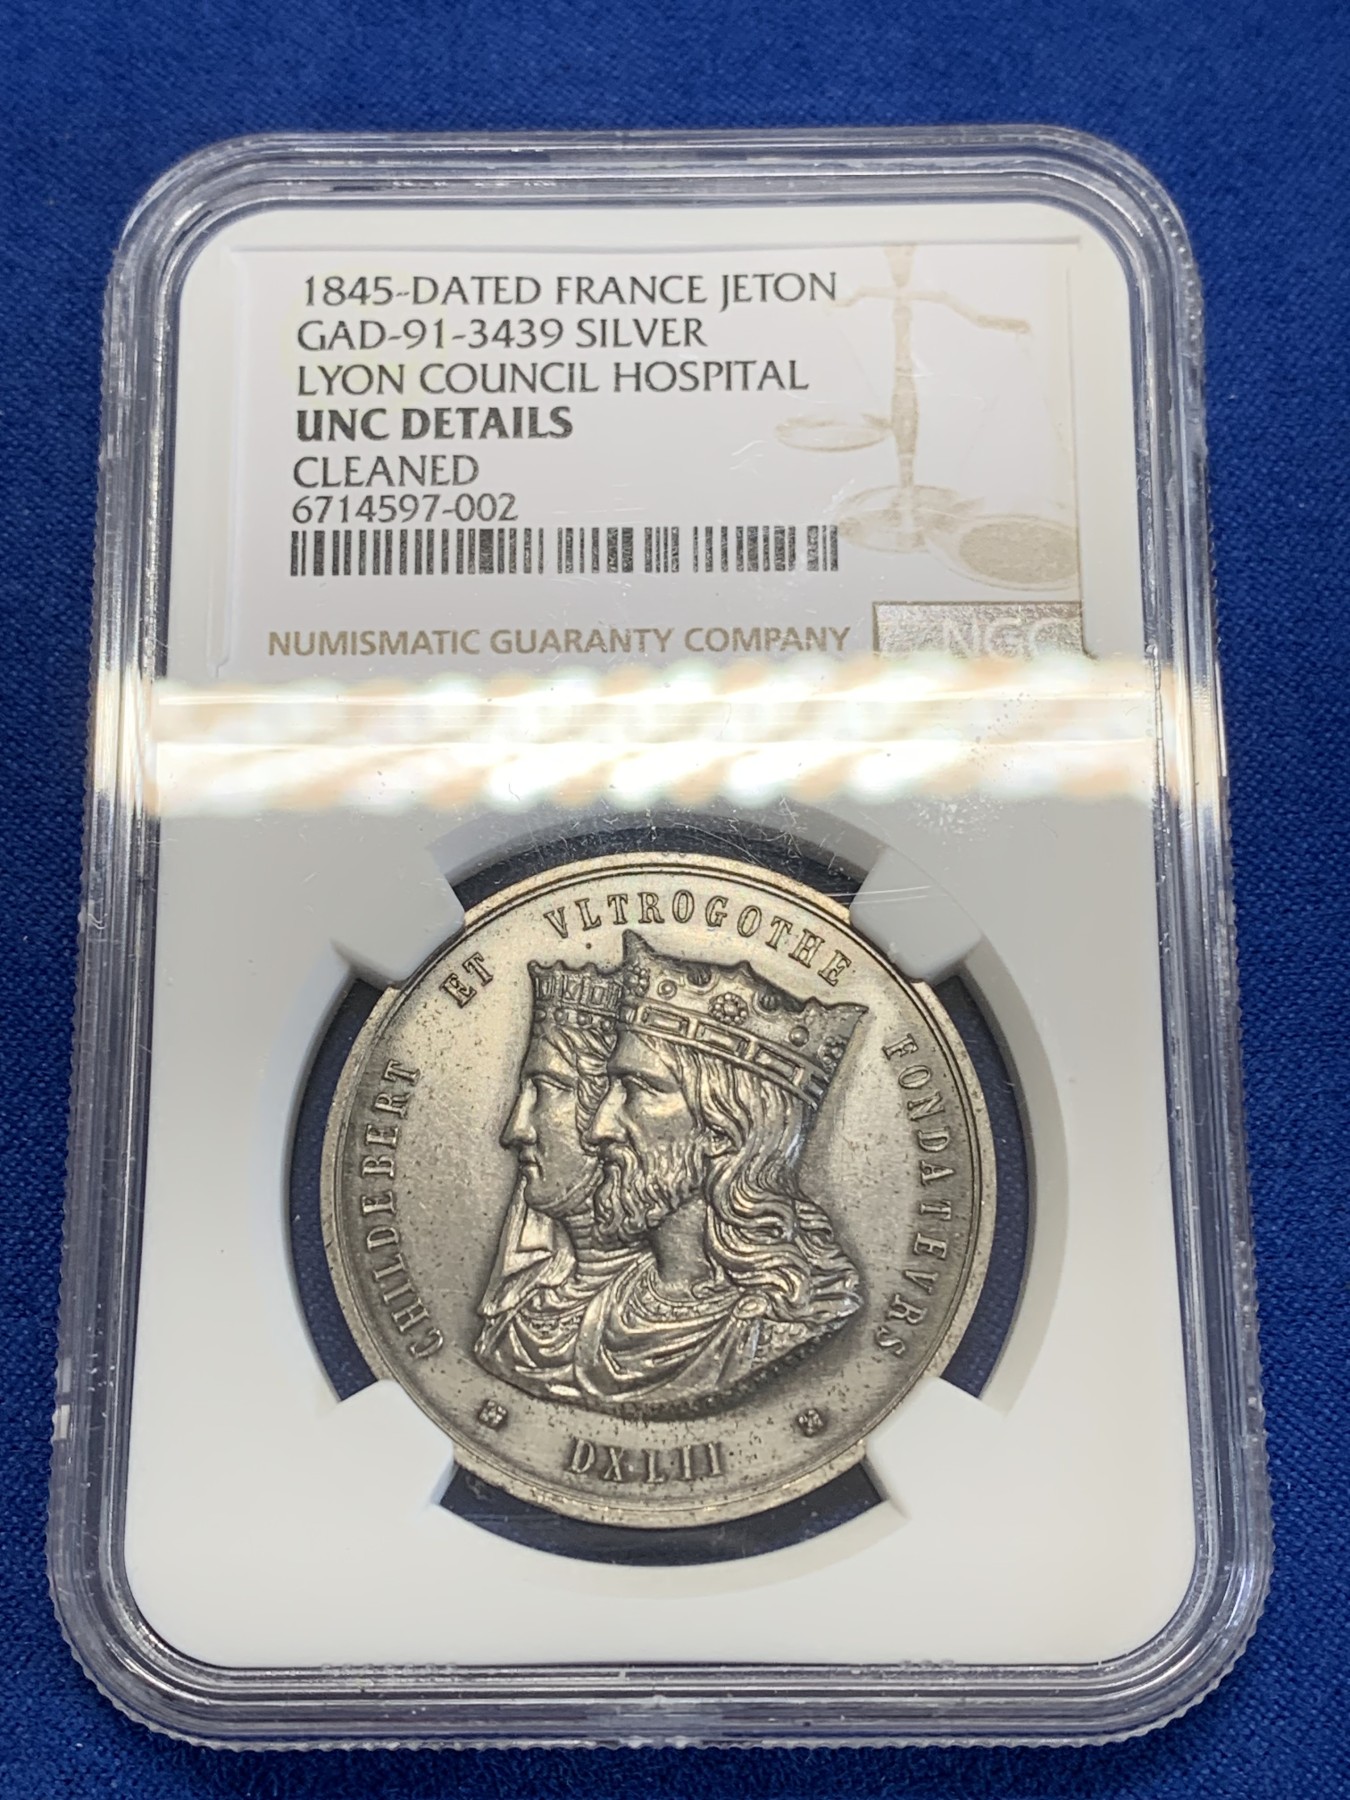 1845-DATED FRANCE JETON
GAD-91-3439 SILVER
LYON COUNCIL HOSPITAL
UNC DETAILS
CLEANED
6714597-002
NUMISMATIC GUARANTY COMPANY
NGC
CHILDEBERT ET VLTROGOTHE FONDATEVRS
DXLII